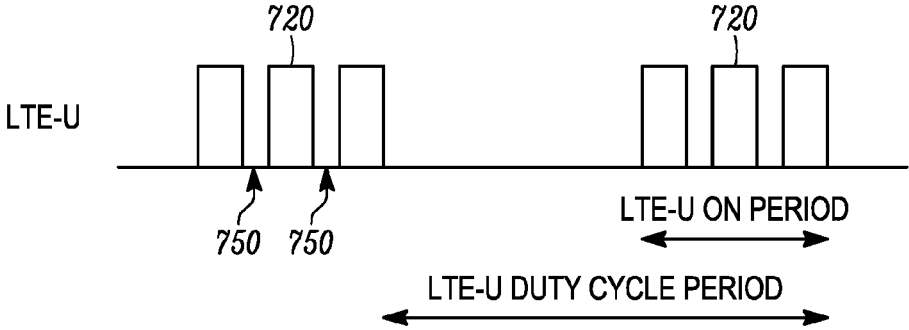 720 720
LTE-U
LTE-U ON PERIOD
750 750
LTE-U DUTY CYCLE PERIOD